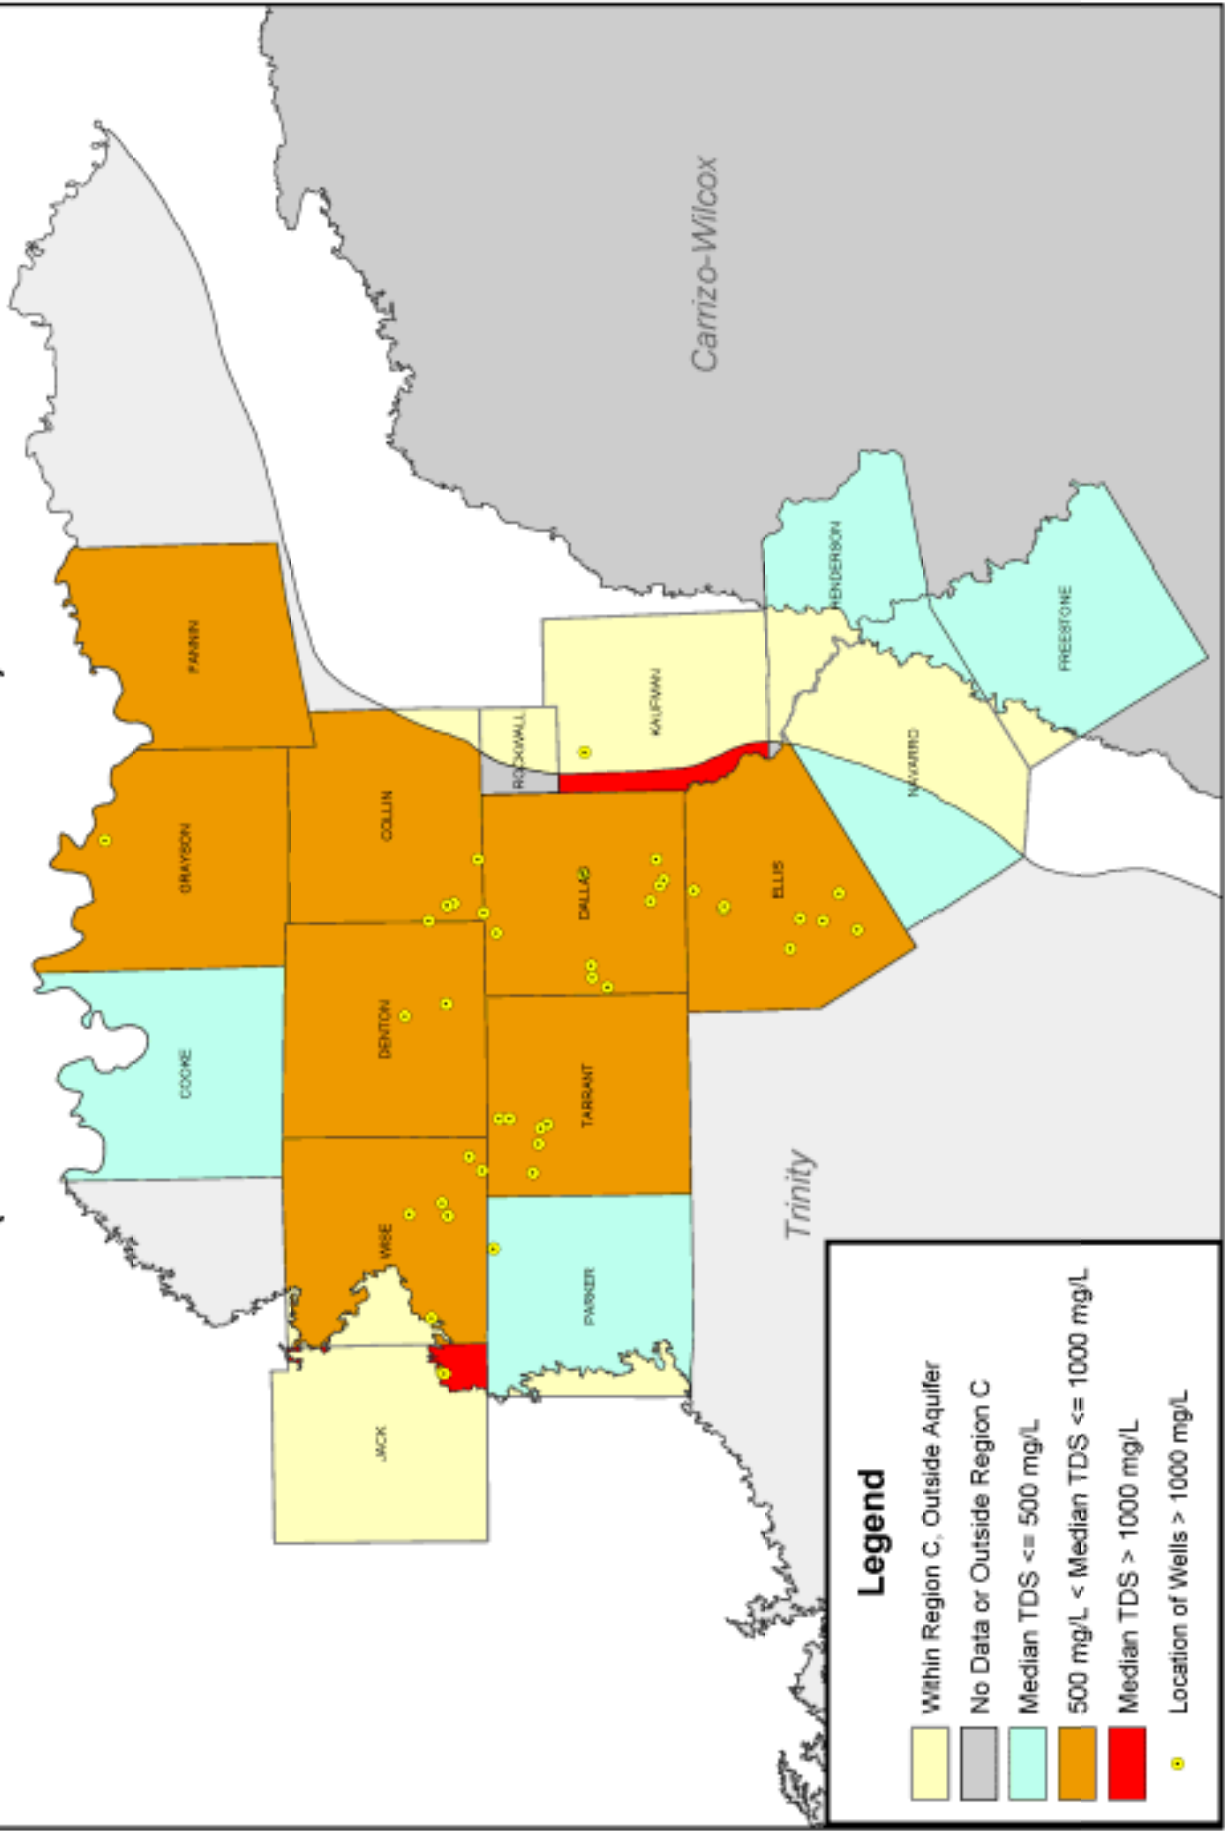 Carrizo-Wilcox
FANNIN
GRAYSON
COOKE
COLLIN
DENTON
WISE
JACK
ROCKWALL
KAUFMAN
DALLAS
TARRANT
PARKER
HENDERSON
FREESTONE
NAVARRO
ELLIS
Trinity
Legend
Within Region C, Outside Aquifer
No Data or Outside Region C
Median TDS <= 500 mg/L
500 mg/L < Median TDS <= 1000 mg/L
Median TDS > 1000 mg/L
Location of Wells > 1000 mg/L